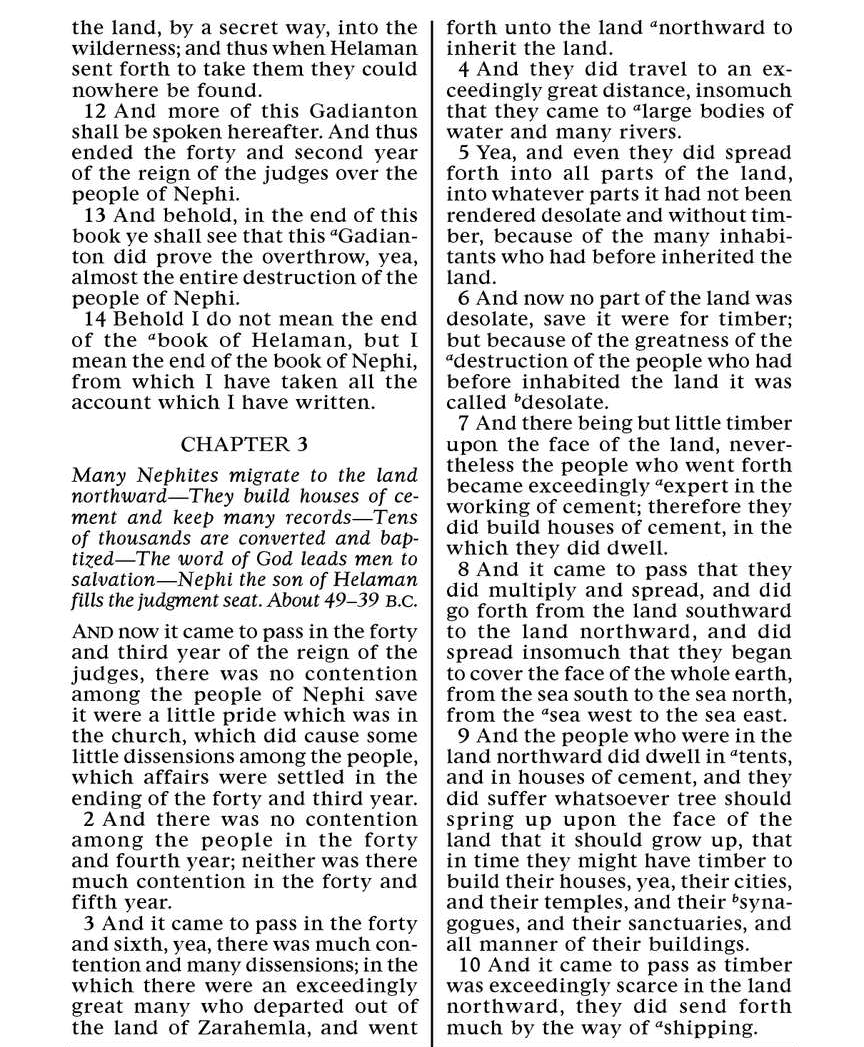 the land, by a secret way, into the
wilderness; and thus when Helaman
sent forth to take them they could
nowhere be found.
12 And more of this Gadianton
shall be spoken hereafter. And thus
ended the forty and second year
of the reign of the judges over the
people of Nephi.
13 And behold, in the end of this
book ye shall see that this aGadian-
ton did prove the overthrow, yea,
almost the entire destruction of the
people of Nephi.
14 Behold I do not mean the end
of the abook of Helaman, but I
mean the end of the book of Nephi,
from which I have taken all the
account which I have written.
CHAPTER 3
Many Nephites migrate to the land
northward—They build houses of ce-
ment and keep many records—Tens
of thousands are converted and bap-
tized—The word of God leads men to
salvation—Nephi the son of Helaman
fills the judgment seat. About 49–39 B.C.
AND now it came to pass in the forty
and third year of the reign of the
judges, there was no contention
among the people of Nephi save
it were a little pride which was in
the church, which did cause some
little dissensions among the people,
which affairs were settled in the
ending of the forty and third year.
2 And there was no contention
among the people in the forty
and fourth year; neither was there
much contention in the forty and
fifth year.
3 And it came to pass in the forty
and sixth, yea, there was much con-
tention and many dissensions; in the
which there were an exceedingly
great many who departed out of
the land of Zarahemla, and went
forth unto the land anorthward to
inherit the land.
4 And they did travel to an ex-
ceedingly great distance, insomuch
that they came to alarge bodies of
water and many rivers.
5 Yea, and even they did spread
forth into all parts of the land,
into whatever parts it had not been
rendered desolate and without tim-
ber, because of the many inhabi-
tants who had before inherited the
land.
6 And now no part of the land was
desolate, save it were for timber;
but because of the greatness of the
adestruction of the people who had
before inhabited the land it was
called bdesolate.
7 And there being but little timber
upon the face of the land, never-
theless the people who went forth
became exceedingly aexpert in the
working of cement; therefore they
did build houses of cement, in the
which they did dwell.
8 And it came to pass that they
did multiply and spread, and did
go forth from the land southward
to the land northward, and did
spread insomuch that they began
to cover the face of the whole earth,
from the sea south to the sea north,
from the asea west to the sea east.
9 And the people who were in the
land northward did dwell in atents,
and in houses of cement, and they
did suffer whatsoever tree should
spring up upon the face of the
land that it should grow up, that
in time they might have timber to
build their houses, yea, their cities,
and their temples, and their bsyna-
gogues, and their sanctuaries, and
all manner of their buildings.
10 And it came to pass as timber
was exceedingly scarce in the land
northward, they did send forth
much by the way of ashipping.